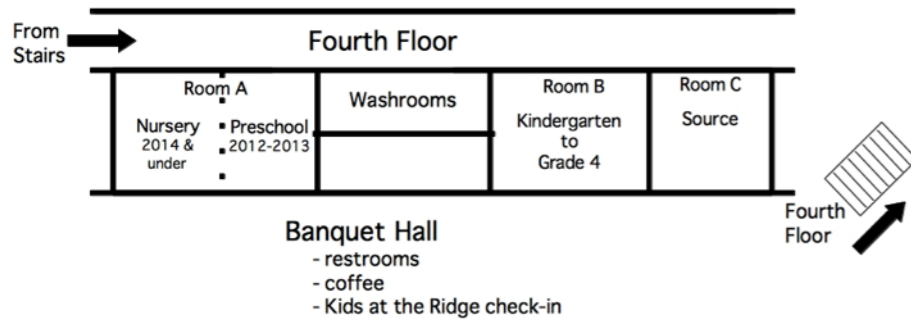 From
Stairs
Fourth Floor
Room A
Nursery
2014 &
under
Preschool
2012-2013
Washrooms
Room B
Kindergarten
to
Grade 4
Room C
Source
Fourth
Floor
Banquet Hall
- restrooms
- coffee
- Kids at the Ridge check-in